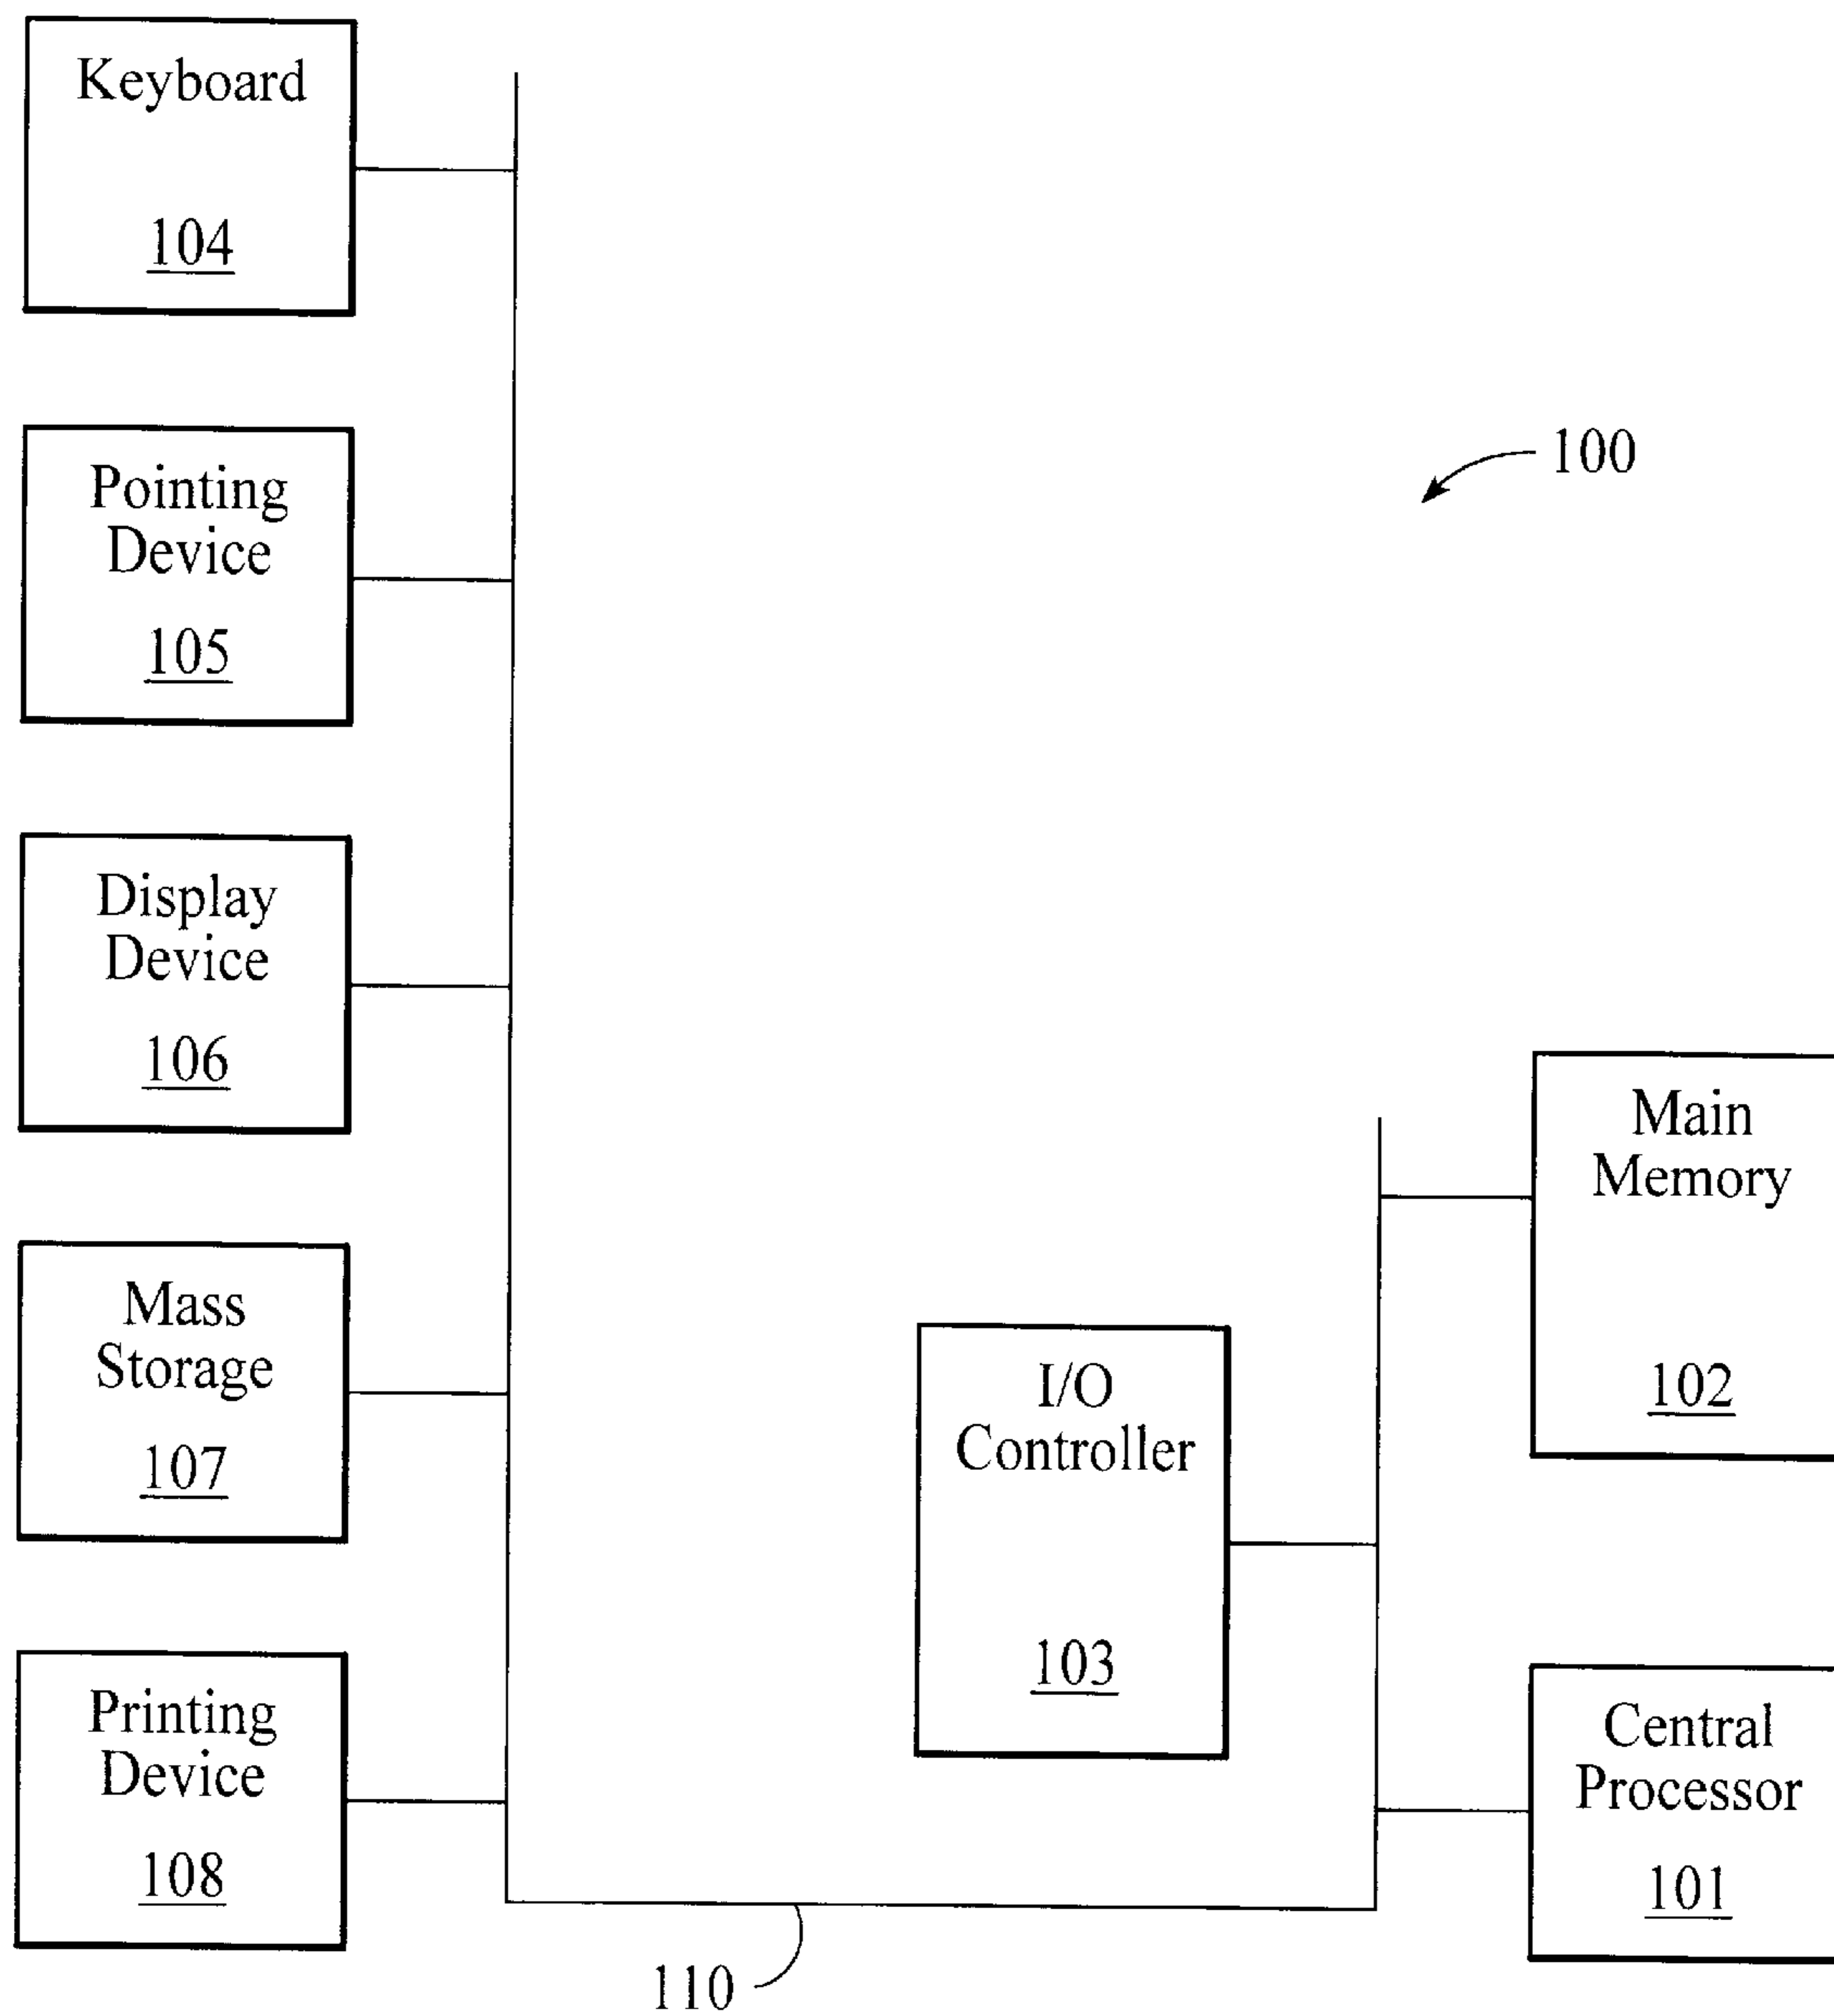 Keyboard
104
Pointing
Device
105
100
Display
Device
106
Main
Memory
102
Mass
Storage
107
I/O
Controller
103
Printing
Device
108
Central
Processor
101
110